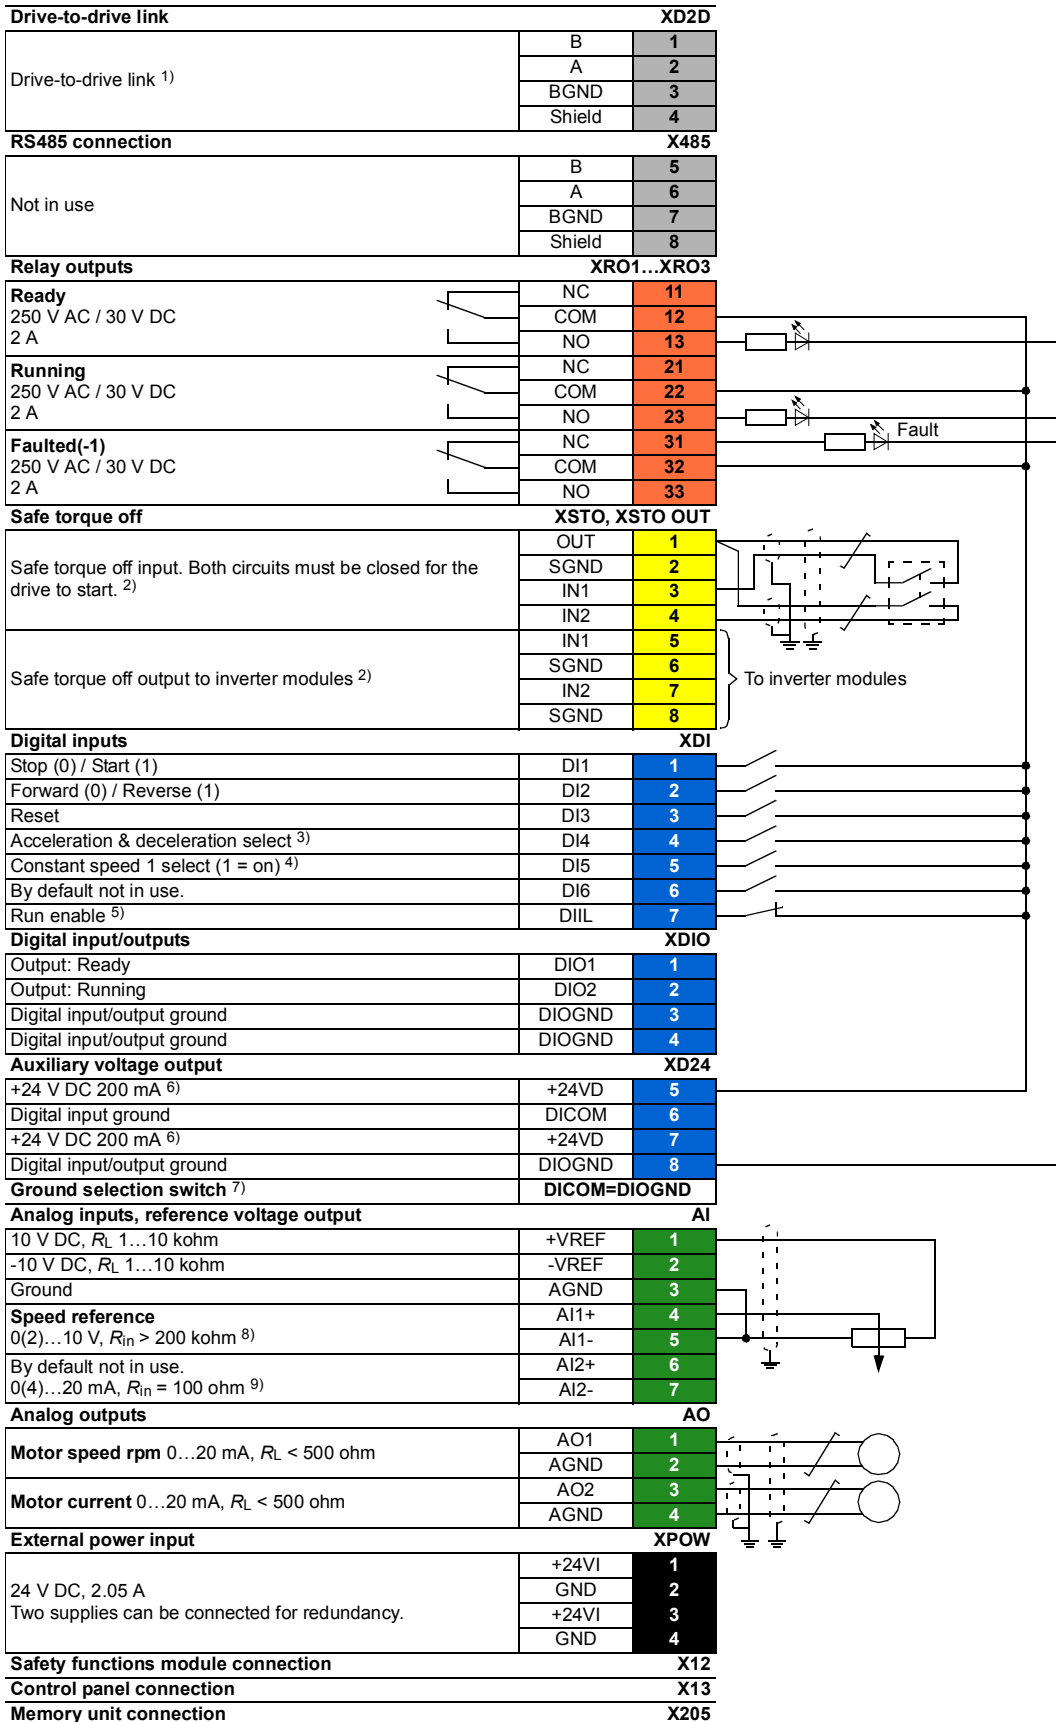 Drive-to-drive link XD2D
Drive-to-drive link 1)
B 1
A 2
BGND 3
Shield 4
RS485 connection X485
Not in use
B 5
A 6
BGND 7
Shield 8
Relay outputs XRO1…XRO3
Ready
250 V AC / 30 V DC
2 A
NC 11
COM 12
NO 13
Running
250 V AC / 30 V DC
2 A
NC 21
COM 22
NO 23
Faulted(-1)
250 V AC / 30 V DC
2 A
NC 31
COM 32
NO 33
Fault
Safe torque off XSTO, XSTO OUT
Safe torque off input. Both circuits must be closed for the
drive to start. 2)
OUT 1
SGND 2
IN1 3
IN2 4
Safe torque off output to inverter modules 2)
IN1 5
SGND 6
IN2 7
SGND 8
To inverter modules
Digital inputs XDI
Stop (0) / Start (1) DI1 1
Forward (0) / Reverse (1) DI2 2
Reset DI3 3
Acceleration & deceleration select 3) DI4 4
Constant speed 1 select (1 = on) 4) DI5 5
By default not in use. DI6 6
Run enable 5) DIIL 7
Digital input/outputs XDIO
Output: Ready DIO1 1
Output: Running DIO2 2
Digital input/output ground DIOGND 3
Digital input/output ground DIOGND 4
Auxiliary voltage output XD24
+24 V DC 200 mA 6) +24VD 5
Digital input ground DICOM 6
+24 V DC 200 mA 6) +24VD 7
Digital input/output ground DIOGND 8
Ground selection switch 7) DICOM=DIOGND
Analog inputs, reference voltage output AI
10 V DC, RL 1…10 kohm +VREF 1
-10 V DC, RL 1…10 kohm -VREF 2
Ground AGND 3
Speed reference
0(2)…10 V, Rin > 200 kohm 8)
AI1+ 4
AI1- 5
By default not in use.
0(4)…20 mA, Rin = 100 ohm 9)
AI2+ 6
AI2- 7
Analog outputs AO
Motor speed rpm 0…20 mA, RL < 500 ohm
AO1 1
AGND 2
Motor current 0…20 mA, RL < 500 ohm
AO2 3
AGND 4
External power input XPOW
24 V DC, 2.05 A
Two supplies can be connected for redundancy.
+24VI 1
GND 2
+24VI 3
GND 4
Safety functions module connection X12
Control panel connection X13
Memory unit connection X205